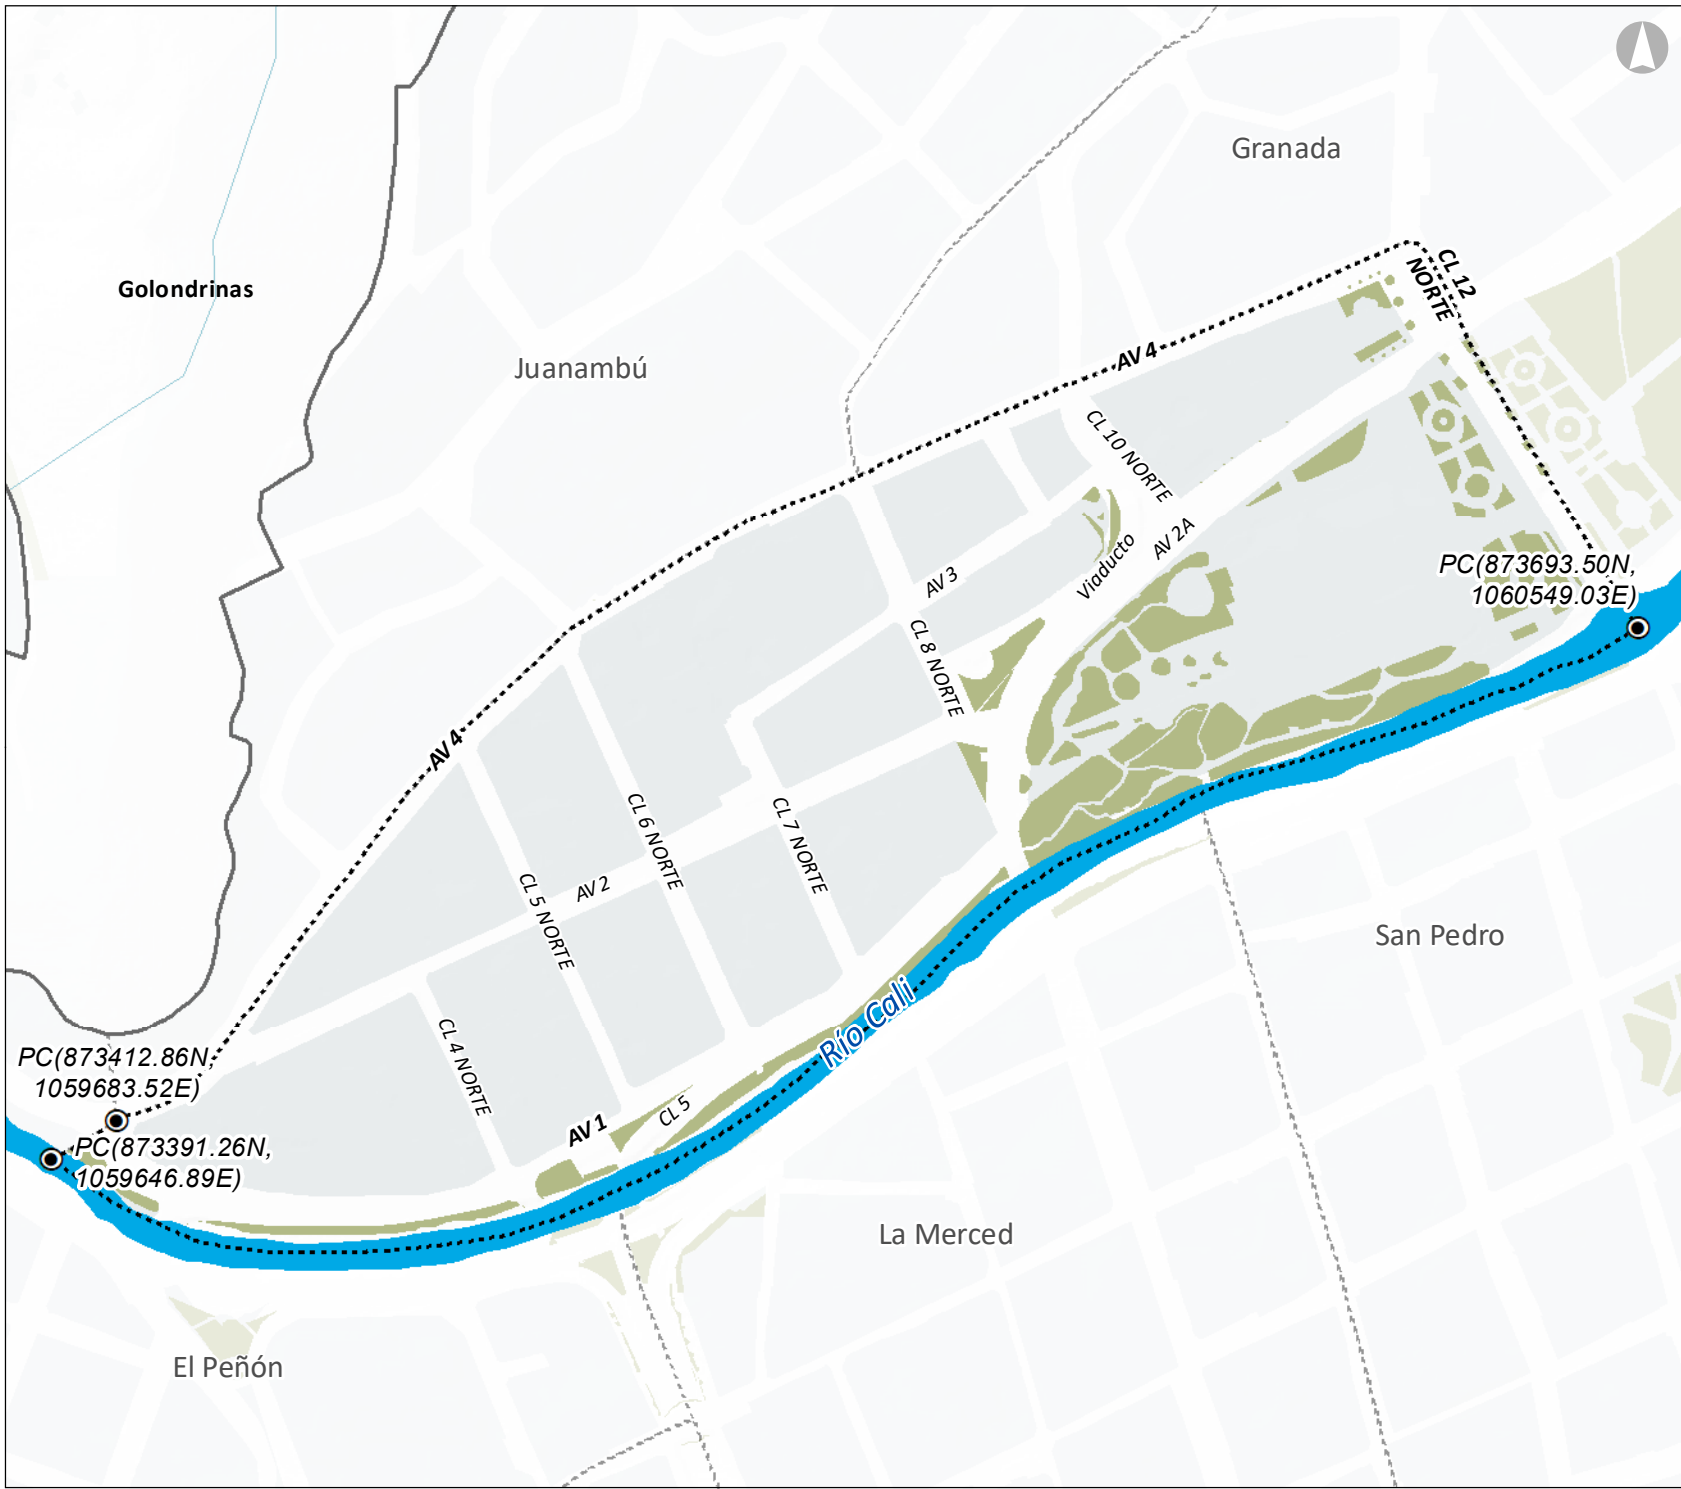 Granada
CL 12
NORTE
Golondrinas
Juanambú
AV 4
CL 10 NORTE
AV 2A
Viaducto
PC(873693.50N,
1060549.03E)
AV 3
CL 8 NORTE
AV 4
CL 6 NORTE
CL 7 NORTE
AV 2
CL 5 NORTE
San Pedro
Río Cali
CL 4 NORTE
PC(873412.86N,
1059683.52E)
CL 5
AV 1
PC(873391.26N,
1059646.89E)
La Merced
El Peñón